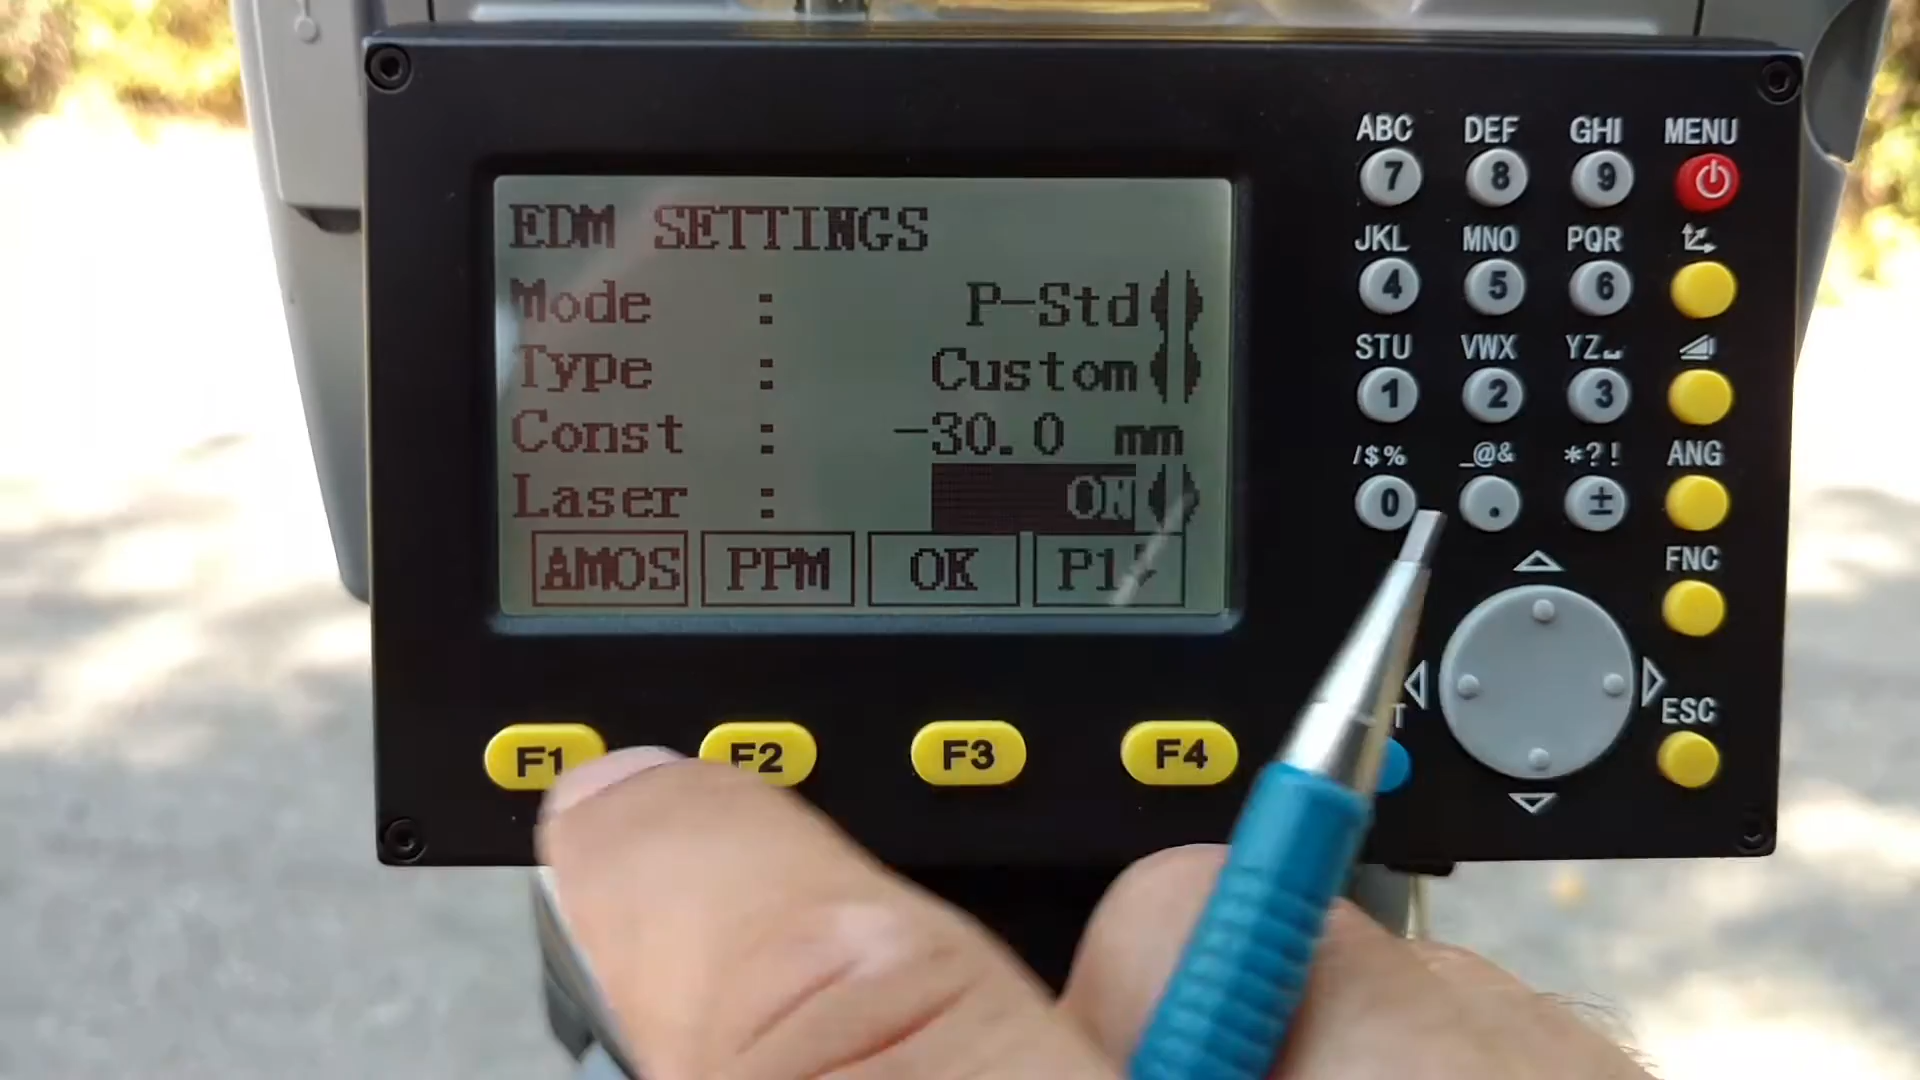 EDM SETTINGS
Mode : P-Std
Type : Custom
Const : -30.0 mm
Laser : ON
AMOS PPM OK P1
F1 F2 F3 F4
ABC DEF GHI MENU
7 8 9
JKL MNO PQR
4 5 6
STU VWX YZ
1 2 3
/$% _@& *?! ANG
0 . ±
FNC
ESC